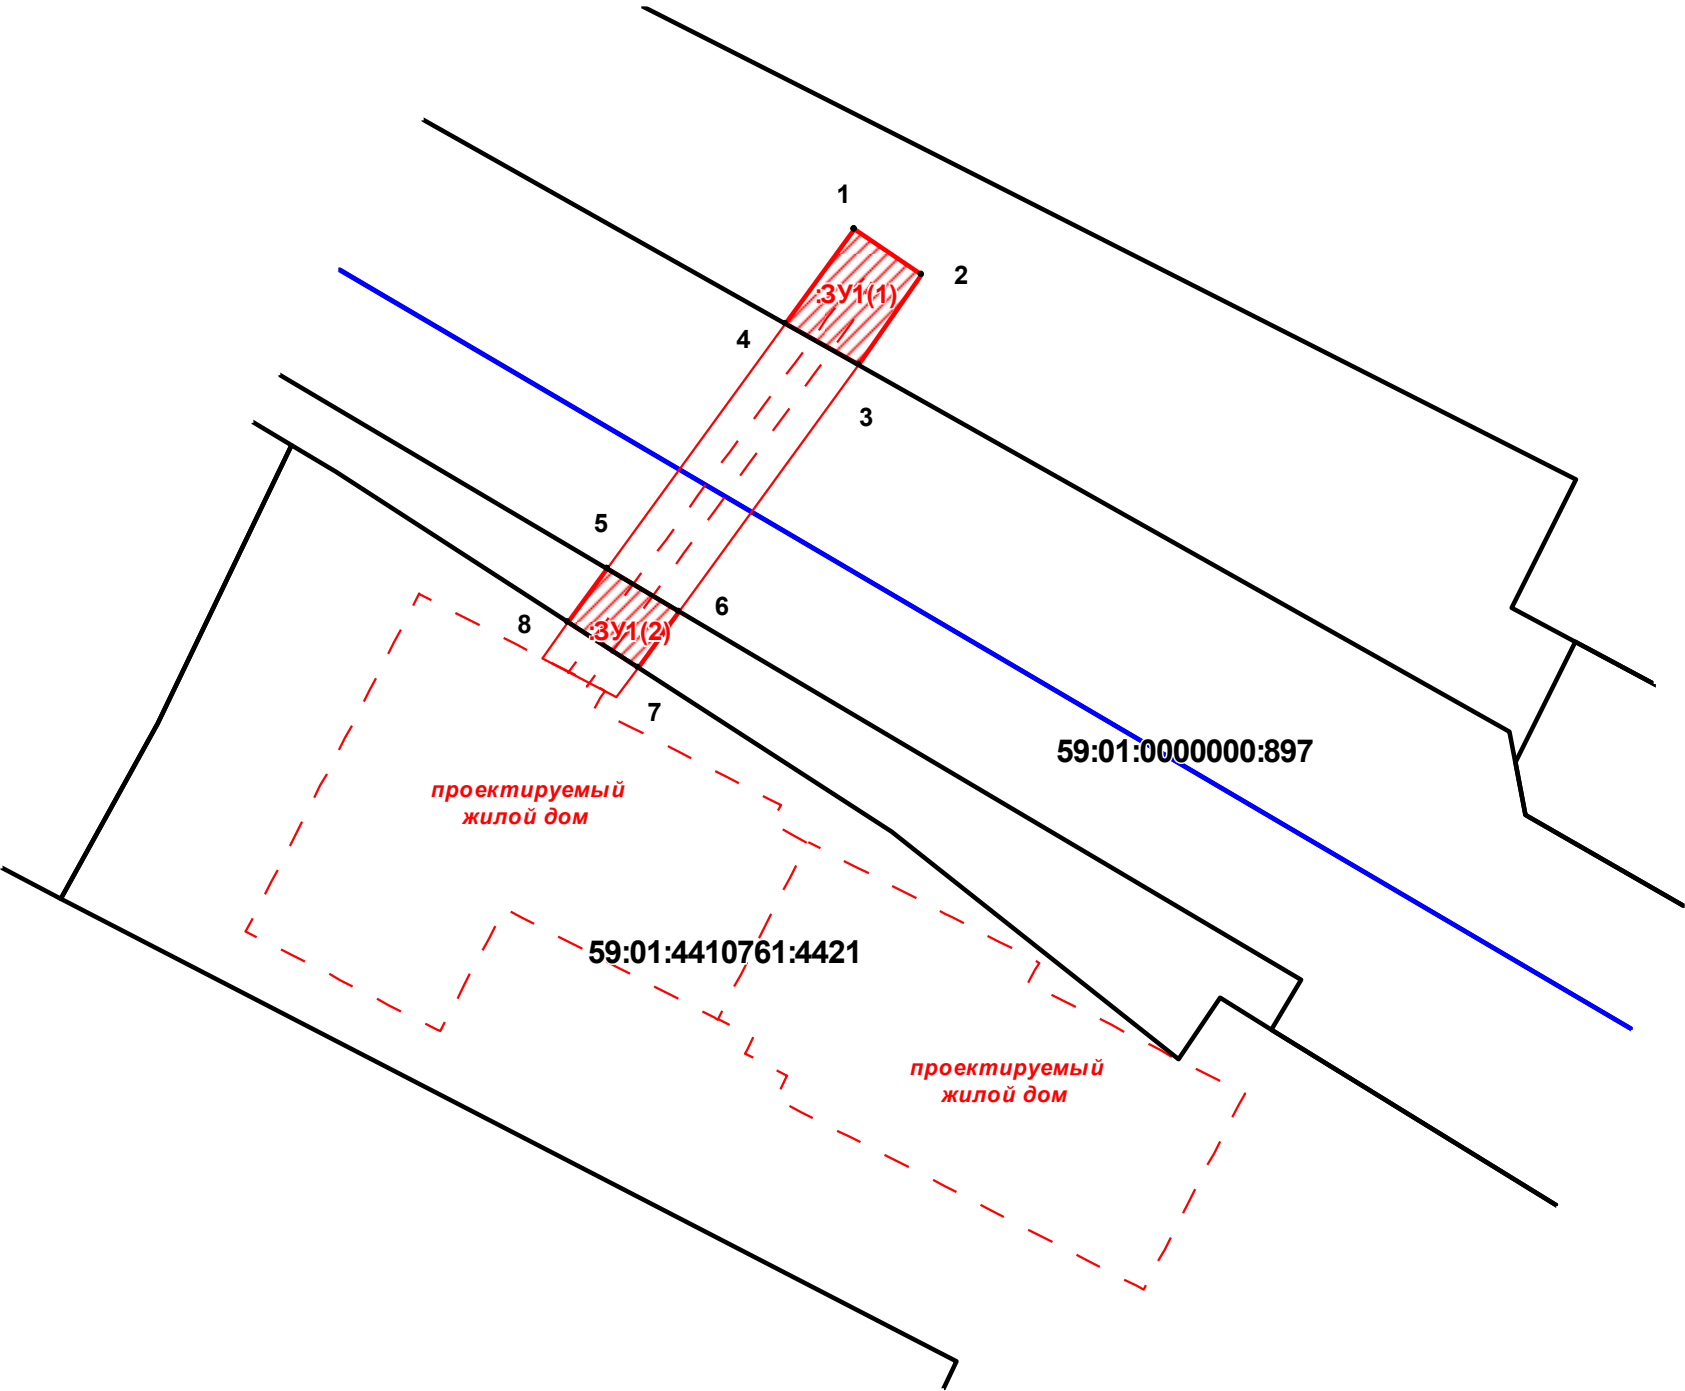 1
2
:ЗУ1(1)
4
3
5
6
8
:ЗУ1(2)
7
59:01:0000000:897
проектируемый
жилой дом
59:01:4410761:4421
проектируемый
жилой дом